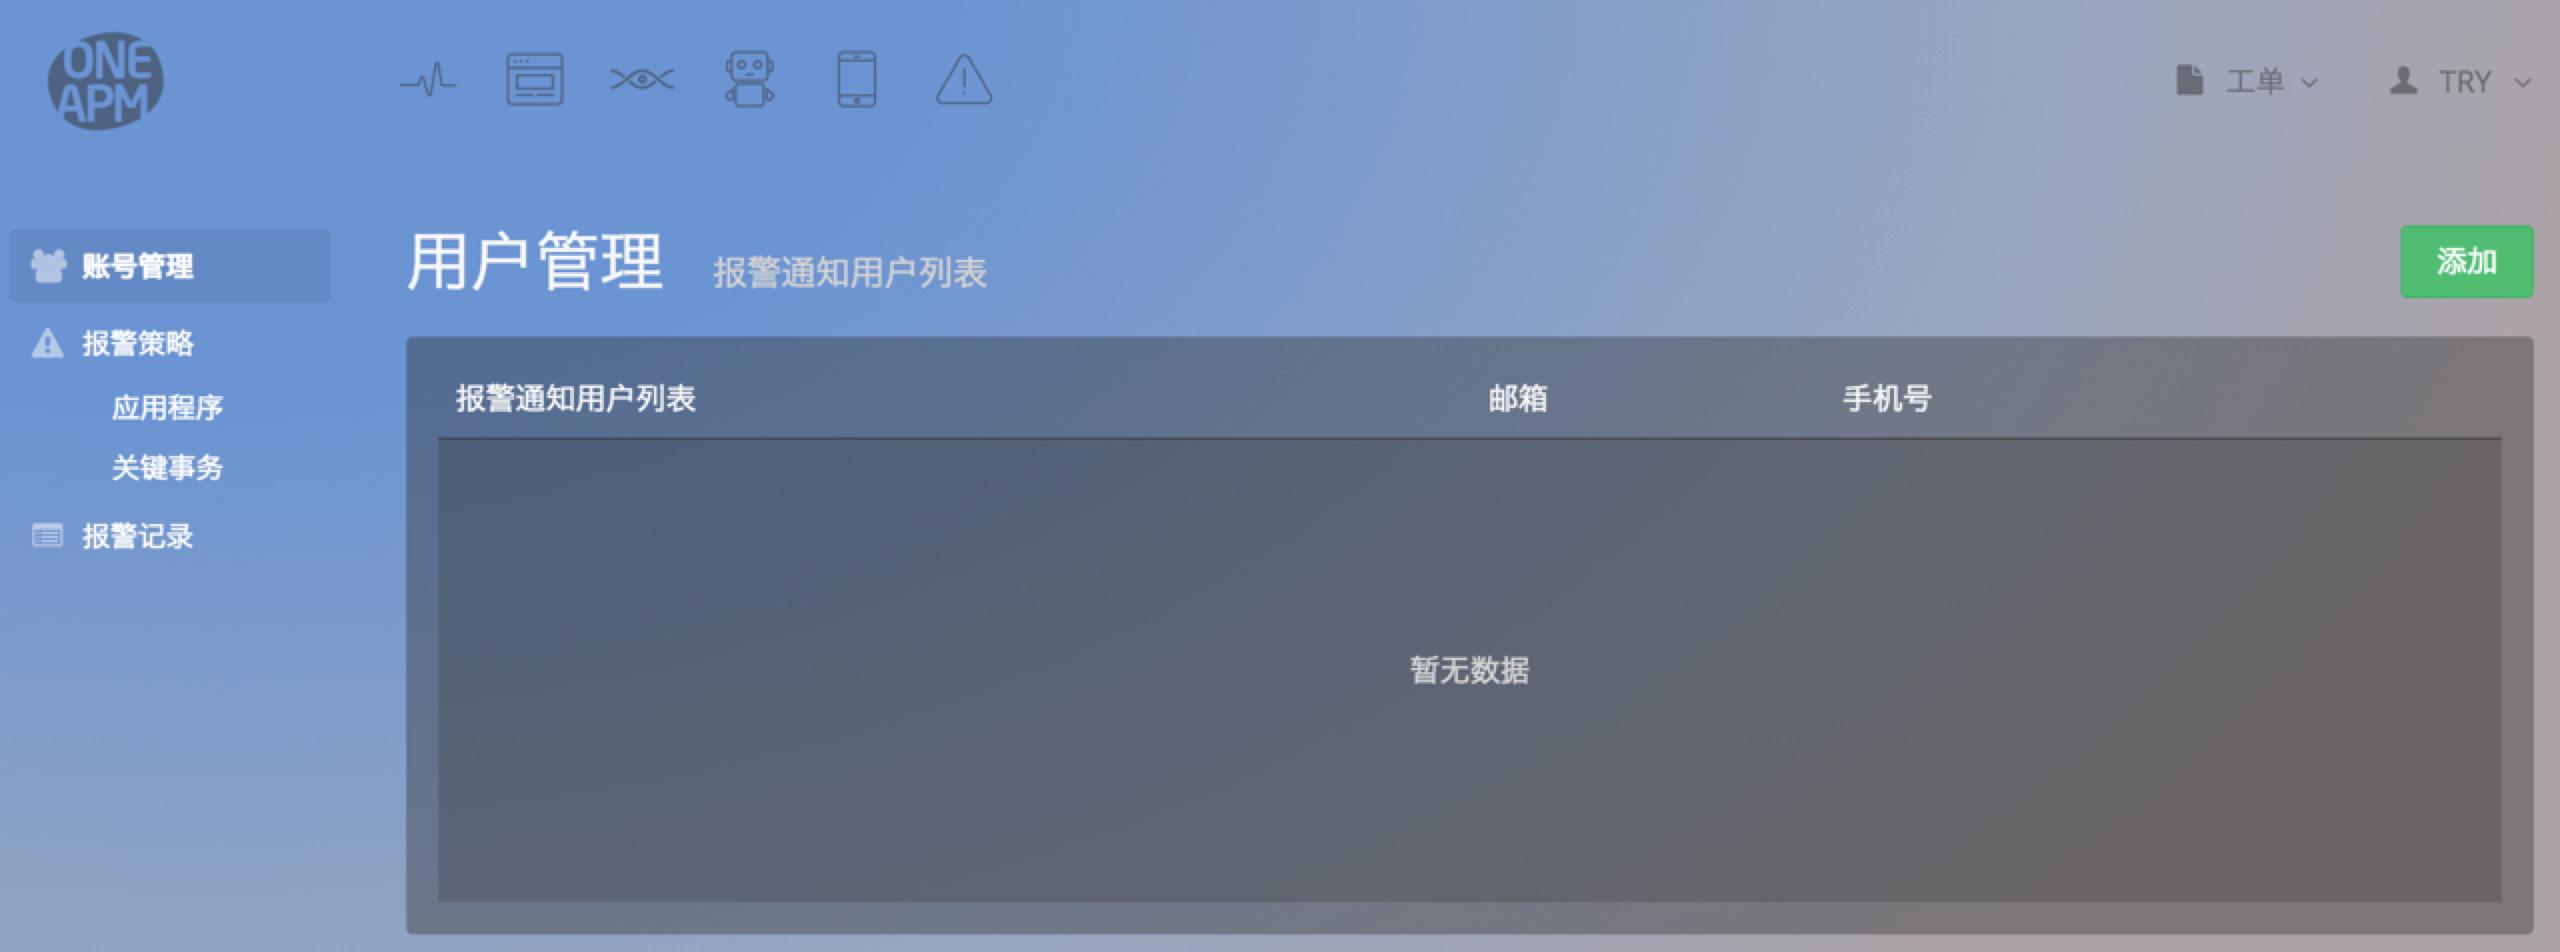 ONE
APM
工单
TRY
账号管理
报警策略
应用程序
关键事务
报警记录
用户管理 报警通知用户列表
添加
报警通知用户列表 邮箱 手机号
暂无数据